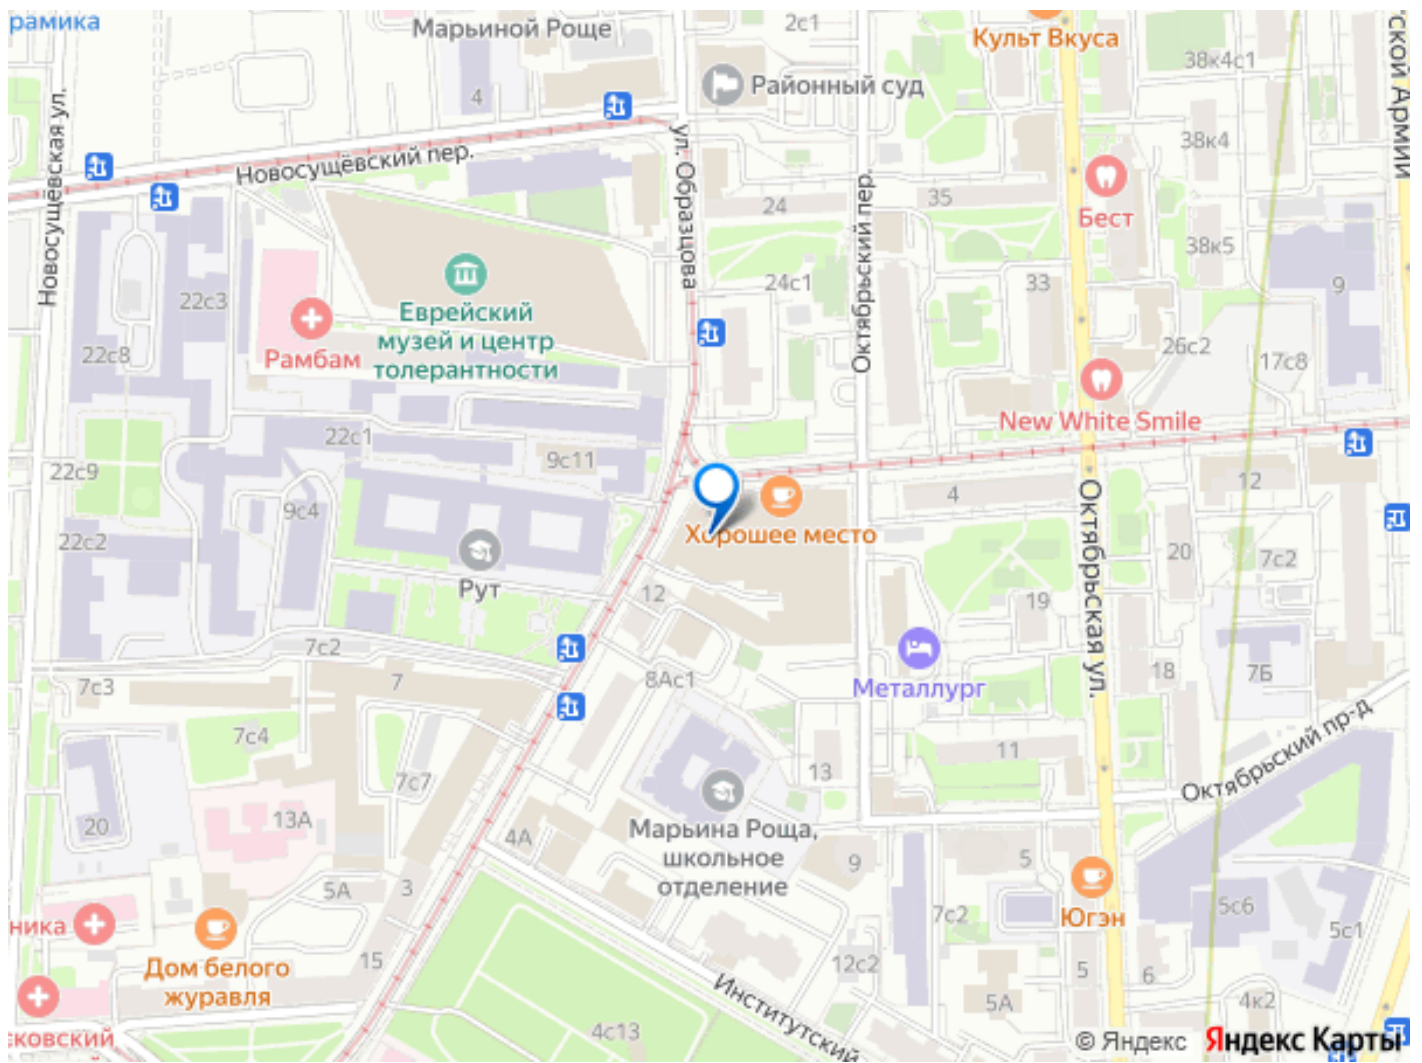 рамика
Марьиной Роще
2с1
Культ Вкуса
38к4с1
ской Армии
4
Районный суд
38к4
Новосущёвская ул.
Новосущёвский пер.
ул. Образцова
24
Октябрьский пер.
35
Бест
38к5
22с3
Еврейский
музей и центр
толерантности
24с1
33
9
Рамбам
22с8
26с2
17с8
New White Smile
22с1
22с9
9с11
9с4
Хорошее место
4
12
Октябрьская ул.
22с2
Рут
20
7с2
12
19
7с2
7с3
7
8Ас1
Металлург
18
7Б
7с4
11
Октябрьский пр-д
7с7
13
20
13А
4А
Марьина Роща,
школьное
отделение
9
5
5А
3
Югэн
ника
7с2
5с6
5с1
Дом белого
журавля
15
12с2
5
6
Институтский
5А
4к2
ековский
4с13
© Яндекс
Яндекс Карты